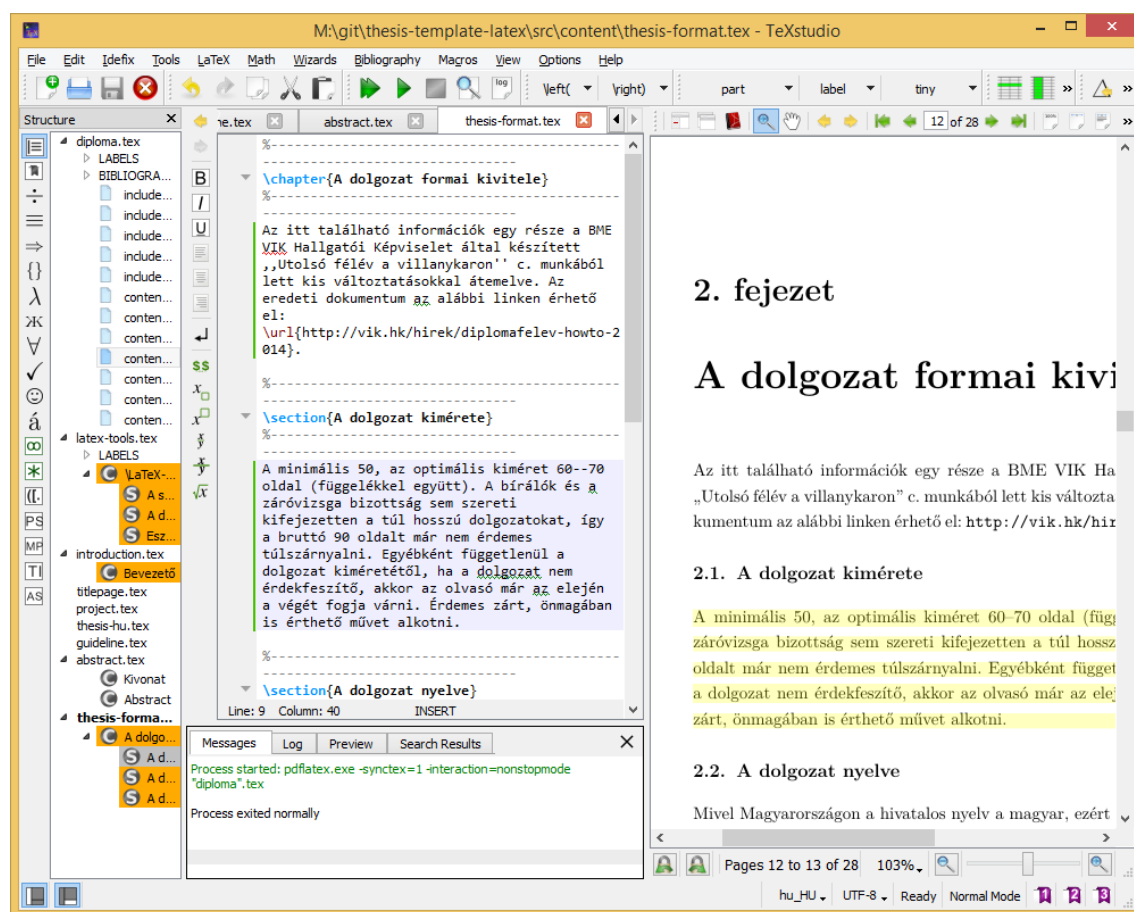 M:\git\thesis-template-latex\src\content\thesis-format.tex - TeXstudio
File Edit Idefix Tools LaTeX Math Wizards Bibliography Macros View Options Help
log \left( \right) part label tiny
Structure
ne.tex abstract.tex thesis-format.tex
12 of 28
diploma.tex
LABELS
BIBLIOGRA...
include...
include...
include...
include...
include...
conten...
conten...
conten...
conten...
conten...
conten...
conten...
latex-tools.tex
LABELS
\LaTeX-...
A s...
A d...
Esz...
introduction.tex
Bevezető
titlepage.tex
project.tex
thesis-hu.tex
guideline.tex
abstract.tex
Kivonat
Abstract
thesis-forma...
A dolgo...
A d...
A d...
A d...
%--------------------------------------------
--------------------------------
\chapter{A dolgozat formai kivitele}
%--------------------------------------------
--------------------------------
Az itt található információk egy része a BME
VIK Hallgatói Képviselet által készített
,,Utolsó félév a villanykaron'' c. munkából
lett kis változtatásokkal átemelve. Az
eredeti dokumentum az alábbi linken érhető
el:
\url{http://vik.hk/hirek/diplomafelev-howto-2
014}.
%--------------------------------------------
--------------------------------
\section{A dolgozat kimérete}
%--------------------------------------------
--------------------------------
A minimális 50, az optimális kiméret 60--70
oldal (függelékkel együtt). A bírálók és a
záróvizsga bizottság sem szereti
kifejezetten a túl hosszú dolgozatokat, így
a bruttó 90 oldalt már nem érdemes
túlszárnyalni. Egyébként függetlenül a
dolgozat kiméretétől, ha a dolgozat nem
érdekfeszítő, akkor az olvasó már az elején
a végét fogja várni. Érdemes zárt, önmagában
is érthető művet alkotni.
%--------------------------------------------
--------------------------------
\section{A dolgozat nyelve}
Line: 9 Column: 40 INSERT
Messages Log Preview Search Results
Process started: pdflatex.exe -synctex=1 -interaction=nonstopmode
"diploma".tex
Process exited normally
2. fejezet
A dolgozat formai kivi
Az itt található információk egy része a BME VIK Ha
„Utolsó félév a villanykaron” c. munkából lett kis változta
kumentum az alábbi linken érhető el: http://vik.hk/hir
2.1. A dolgozat kimérete
A minimális 50, az optimális kiméret 60–70 oldal (füg
záróvizsga bizottság sem szereti kifejezetten a túl hossz
oldalt már nem érdemes túlszárnyalni. Egyébként függet
a dolgozat nem érdekfeszítő, akkor az olvasó már az elej
zárt, önmagában is érthető művet alkotni.
2.2. A dolgozat nyelve
Mivel Magyarországon a hivatalos nyelv a magyar, ezért
Pages 12 to 13 of 28 103%
hu_HU UTF-8 Ready Normal Mode 1 2 3